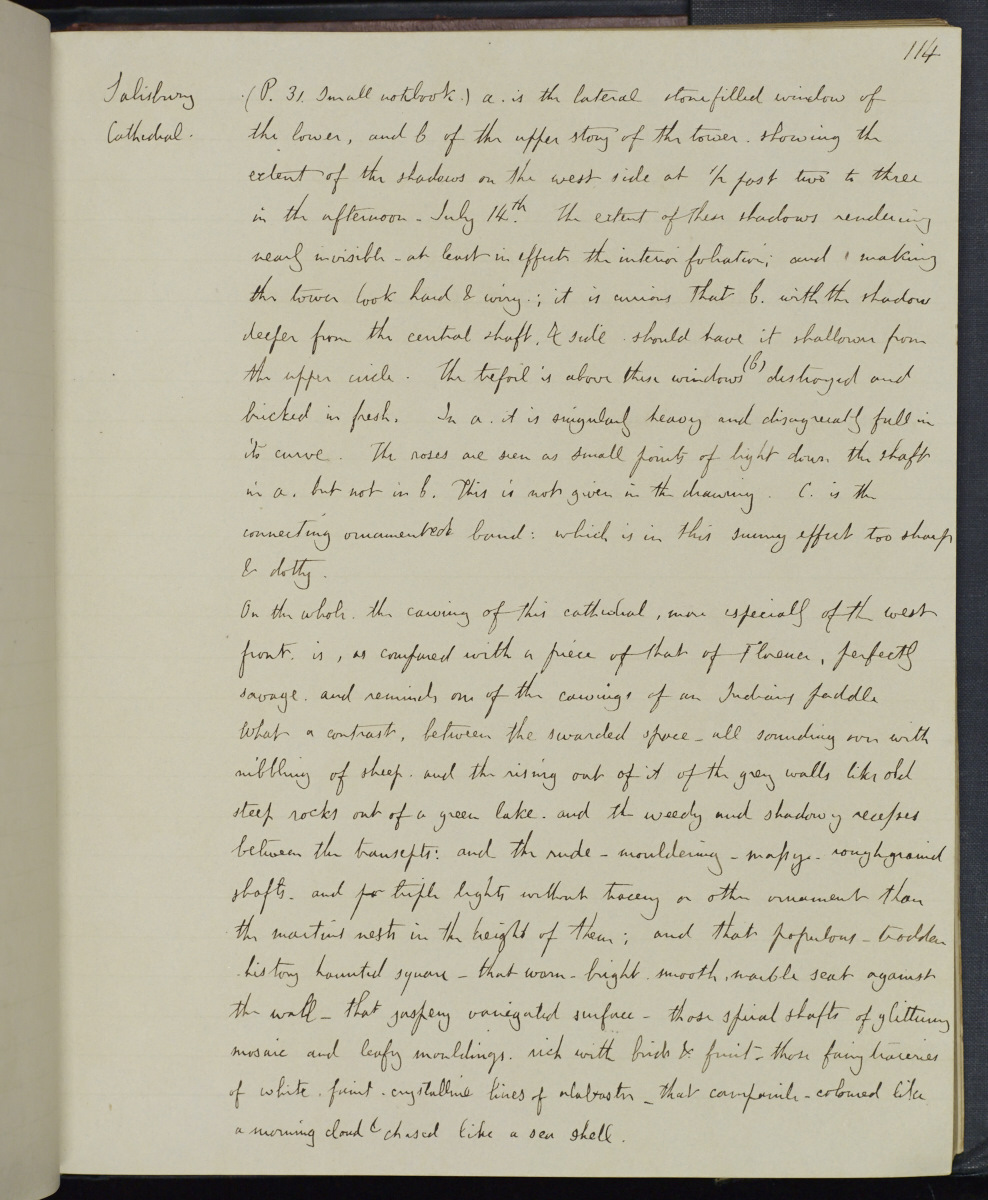 114
Salisbury
Cathedral.
(P. 31. Small notebook.) a. is the lateral stonefilled window of
the lower, and b of the upper story of the tower. showing the
extent of the shadows on the west side at 1/2 past two to three
in the afternoon - July 14th. The extent of these shadows rendering
nearly invisible - at least in effect the interior foliation; and making
the tower look hard & wiry.; it is curious that b. with the shadow
deeper from the central shaft, & side. should have it shallower from
the upper circle. The trefoil is above these windows (b) destroyed and
bricked in fresh. In a. it is singularly heavy and disagreeably full in
its curve. The roses are seen as small points of light down the shaft
in a. but not in b. This is not given in the drawing. C. is the
connecting ornamented band: which is in this sunny effect too sharp
& dotty.
On the whole. the carving of this cathedral, more especially of the west
front. is, as compared with a piece of that of Florence, perfectly
savage. and reminds one of the carvings of an Indians paddle
What a contrast, between the swarded space - all sounding over with
nibbling of sheep. and the rising out of it of the grey walls like old
steep rocks out of a green lake. and the weedy and shadowy recesses
between the transepts: and the rude - mouldering - massy - roughgrained
shafts. and triple lights without tracery or other ornament than
the martins nests in the height of them; and that populous - trodden
history haunted square - that warm - bright smooth, marble seat against
the wall - that jaspery variegated surface - those spiral shafts of glittering
mosaic and leafy mouldings. rich with birds & fruit - those fairy traceries
of white. faint. crystalline lines of alabaster - that campanile - coloured like
a morning cloud & chased like a sea shell.